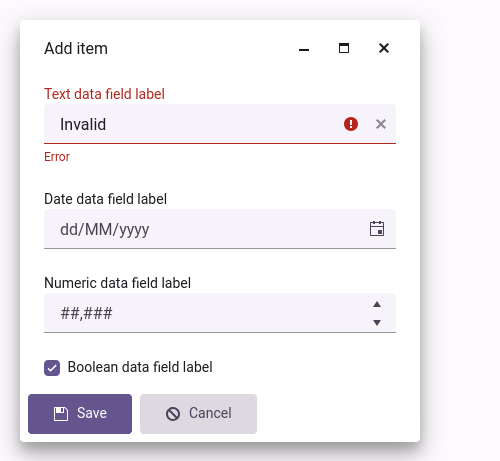 Add item
Text data field label
Invalid
Error
Date data field label
dd/MM/yyyy
Numeric data field label
##,###
Boolean data field label
Save
Cancel